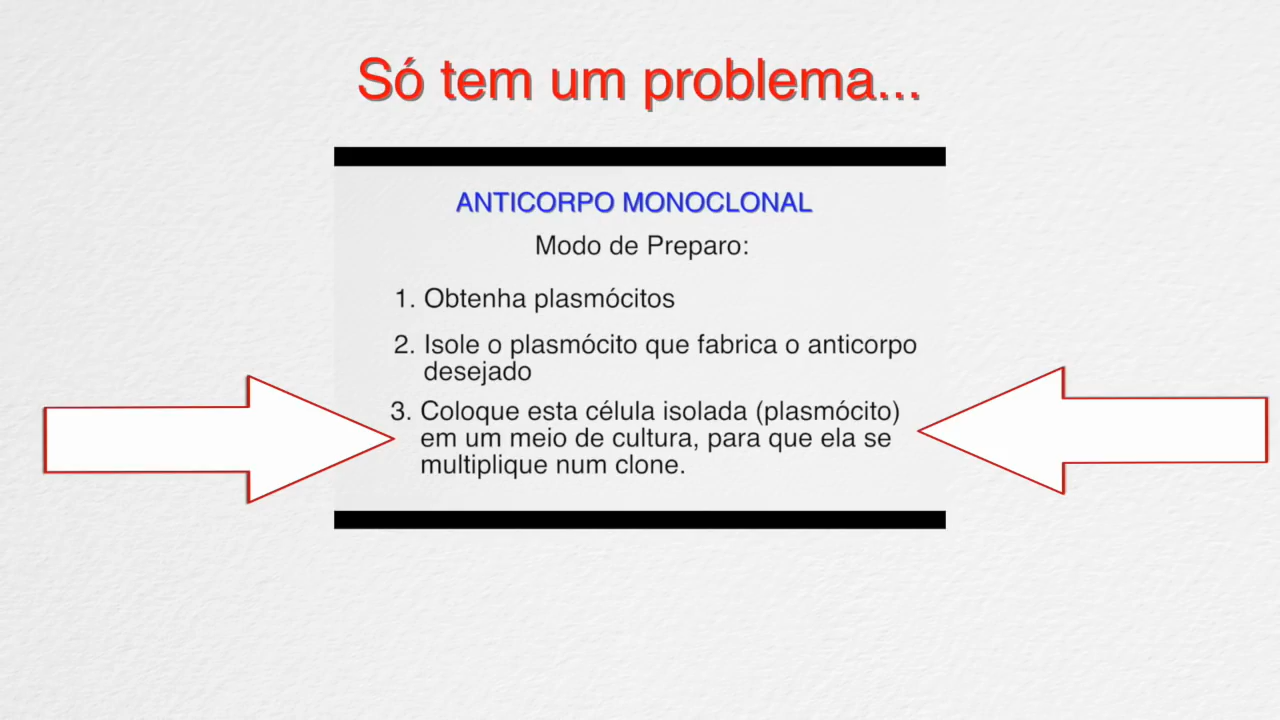 Só tem um problema...
ANTICORPO MONOCLONAL
Modo de Preparo:
1. Obtenha plasmócitos
2. Isole o plasmócito que fabrica o anticorpo
desejado
3. Coloque esta célula isolada (plasmócito)
em um meio de cultura, para que ela se
multiplique num clone.